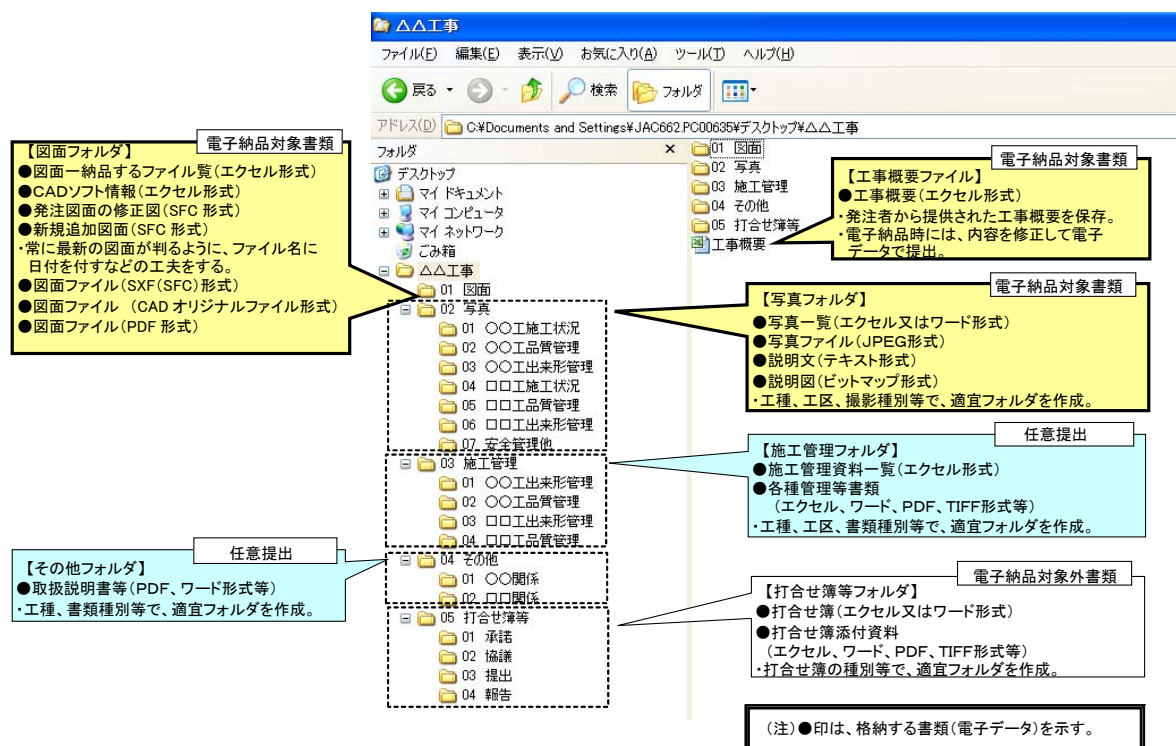 △△工事
ファイル(F) 編集(E) 表示(V) お気に入り(A) ツール(T) ヘルプ(H)
戻る 検索 フォルダ
アドレス(D) C:¥Documents and Settings¥JAC662.PC00635¥デスクトップ¥△△工事
フォルダ ×
デスクトップ
マイ ドキュメント
マイ コンピュータ
マイ ネットワーク
ごみ箱
△△工事
01 図面
02 写真
01 〇〇工施工状況
02 〇〇工品質管理
03 〇〇工出来形管理
04 口口工施工状況
05 口口工品質管理
06 口口工出来形管理
07 安全管理他
03 施工管理
01 〇〇工出来形管理
02 〇〇工品質管理
03 口口工出来形管理
04 口口工品質管理
04 その他
01 〇〇関係
02 口口関係
05 打合せ簿等
01 承諾
02 協議
03 提出
04 報告
01 図面
02 写真
03 施工管理
04 その他
05 打合せ簿等
工事概要
電子納品対象書類
【図面フォルダ】
●図面一納品するファイル覧(エクセル形式)
●CADソフト情報(エクセル形式)
●発注図面の修正図(SFC 形式)
●新規追加図面(SFC 形式)
・常に最新の図面が判るように、ファイル名に
日付を付すなどの工夫をする。
●図面ファイル(SXF(SFC)形式)
●図面ファイル (CAD オリジナルファイル形式)
●図面ファイル(PDF 形式)
電子納品対象書類
【工事概要ファイル】
●工事概要(エクセル形式)
・発注者から提供された工事概要を保存。
・電子納品時には、内容を修正して電子
データで提出。
電子納品対象書類
【写真フォルダ】
●写真一覧(エクセル又はワード形式)
●写真ファイル(JPEG形式)
●説明文(テキスト形式)
●説明図(ビットマップ形式)
・工種、工区、撮影種別等で、適宜フォルダを作成。
任意提出
【施工管理フォルダ】
●施工管理資料一覧(エクセル形式)
●各種管理等書類
(エクセル、ワード、PDF、TIFF形式等)
・工種、工区、書類種別等で、適宜フォルダを作成。
任意提出
【その他フォルダ】
●取扱説明書等(PDF、ワード形式等)
・工種、書類種別等で、適宜フォルダを作成。
電子納品対象外書類
【打合せ簿等フォルダ】
●打合せ簿(エクセル又はワード形式)
●打合せ簿添付資料
(エクセル、ワード、PDF、TIFF形式等)
・打合せ簿の種別等で、適宜フォルダを作成。
(注)●印は、格納する書類(電子データ)を示す。